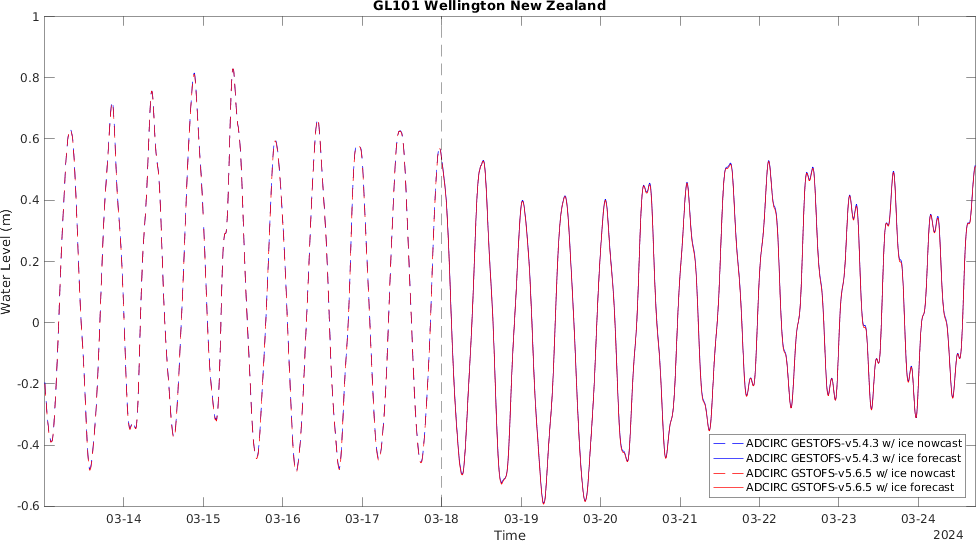 GL101 Wellington New Zealand
1
0.8
0.6
0.4
0.2
0
-0.2
-0.4
-0.6
Water Level (m)
03-14 03-15 03-16 03-17 03-18 03-19 03-20 03-21 03-22 03-23 03-24
Time
2024
ADCIRC GESTOFS-v5.4.3 w/ ice nowcast
ADCIRC GESTOFS-v5.4.3 w/ ice forecast
ADCIRC GSTOFS-v5.6.5 w/ ice nowcast
ADCIRC GSTOFS-v5.6.5 w/ ice forecast